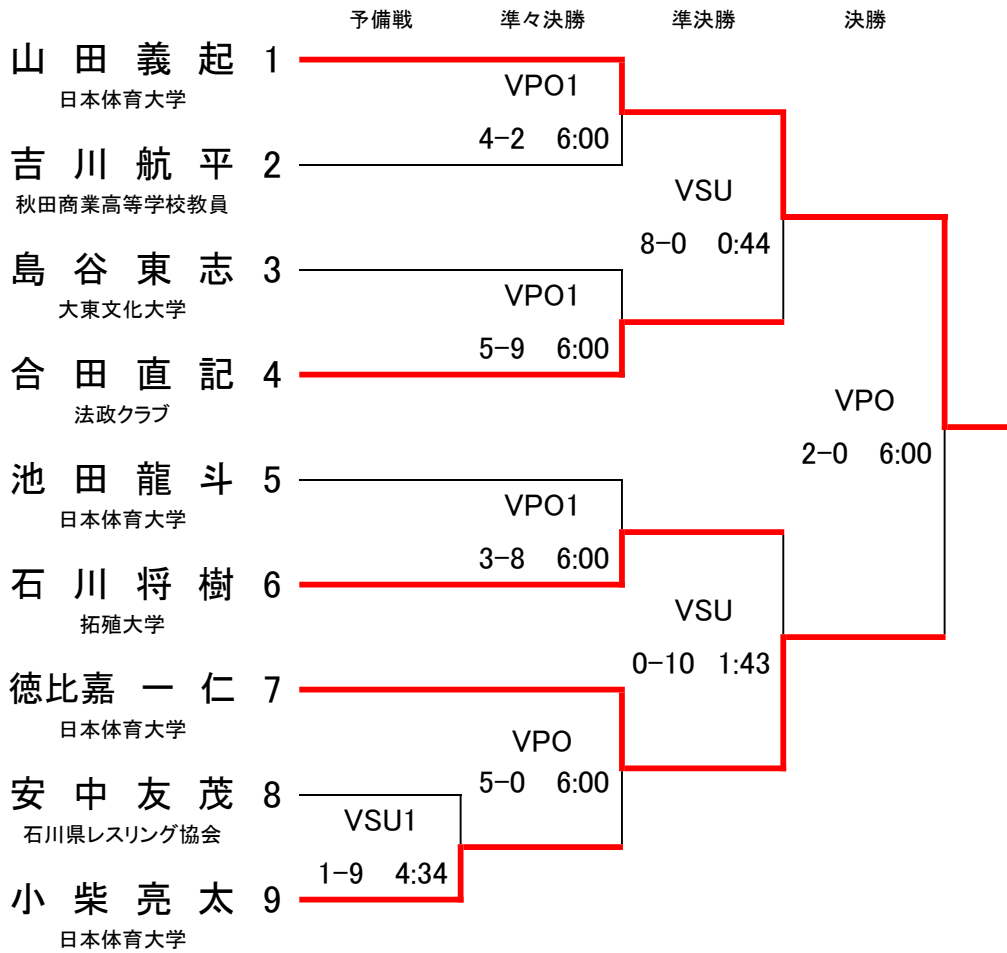 予備戦 準々決勝 準決勝 決勝
山田義起 1
日本体育大学
VPO1
4-2 6:00
吉川航平 2
秋田商業高等学校教員
VSU
8-0 0:44
島谷東志 3
大東文化大学
VPO1
5-9 6:00
合田直記 4
法政クラブ
VPO
2-0 6:00
池田龍斗 5
日本体育大学
VPO1
3-8 6:00
石川将樹 6
拓殖大学
VSU
0-10 1:43
徳比嘉一仁 7
日本体育大学
VPO
5-0 6:00
安中友茂 8
石川県レスリング協会
VSU1
1-9 4:34
小柴亮太 9
日本体育大学